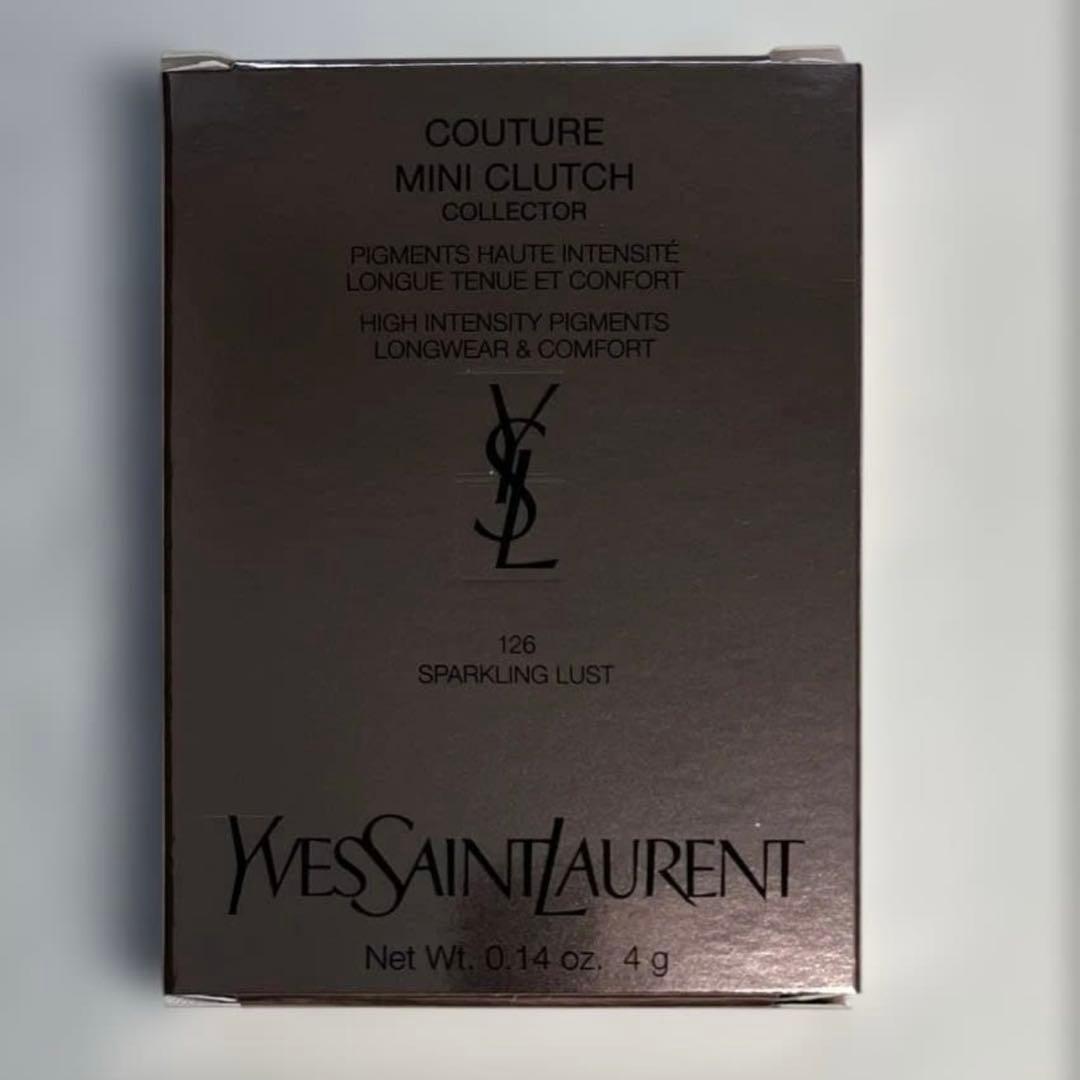 COUTURE
MINI CLUTCH
COLLECTOR
PIGMENTS HAUTE INTENSITÉ
LONGUE TENUE ET CONFORT
HIGH INTENSITY PIGMENTS
LONGWEAR & COMFORT
YSL
126
SPARKLING LUST
YVESSAINTLAURENT
Net Wt. 0.14 oz. 4 g